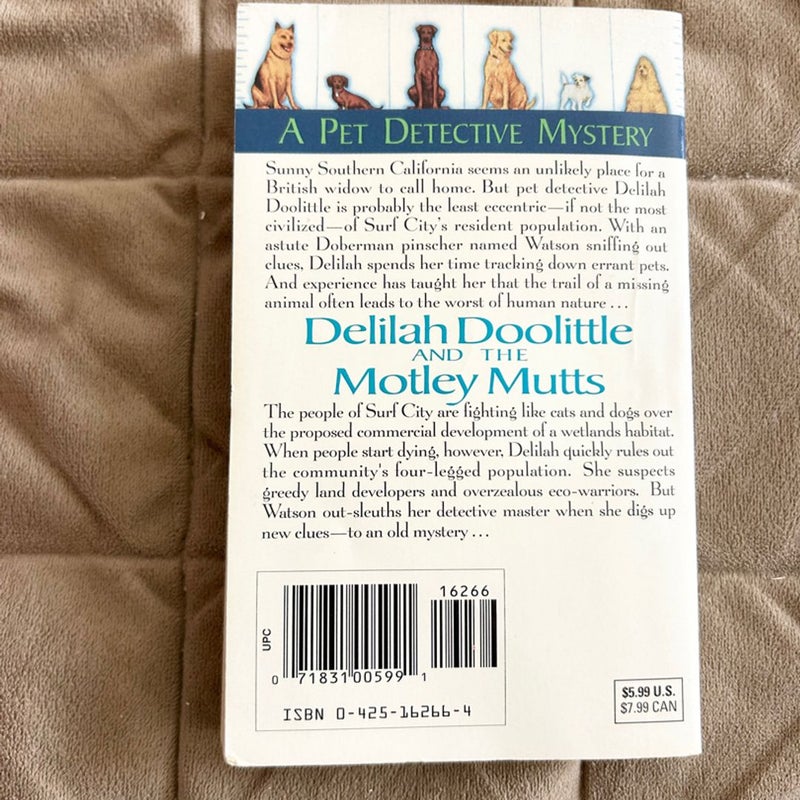 A Pet Detective Mystery
Sunny Southern California seems an unlikely place for a
British widow to call home. But pet detective Delilah
Doolittle is probably the least eccentric—if not the most
civilized—of Surf City's resident population. With an
astute Doberman pinscher named Watson sniffing out
clues, Delilah spends her time tracking down errant pets.
And experience has taught her that the trail of a missing
animal often leads to the worst of human nature ...
Delilah Doolittle
AND THE
Motley Mutts
The people of Surf City are fighting like cats and dogs over
the proposed commercial development of a wetlands habitat.
When people start dying, however, Delilah quickly rules out
the community's four-legged population. She suspects
greedy land developers and overzealous eco-warriors. But
Watson out-sleuths her detective master when she digs up
new clues—to an old mystery ...
16266
UPC
0 71831 00599 1
ISBN 0-425-16266-4
$5.99 U.S.
$7.99 CAN